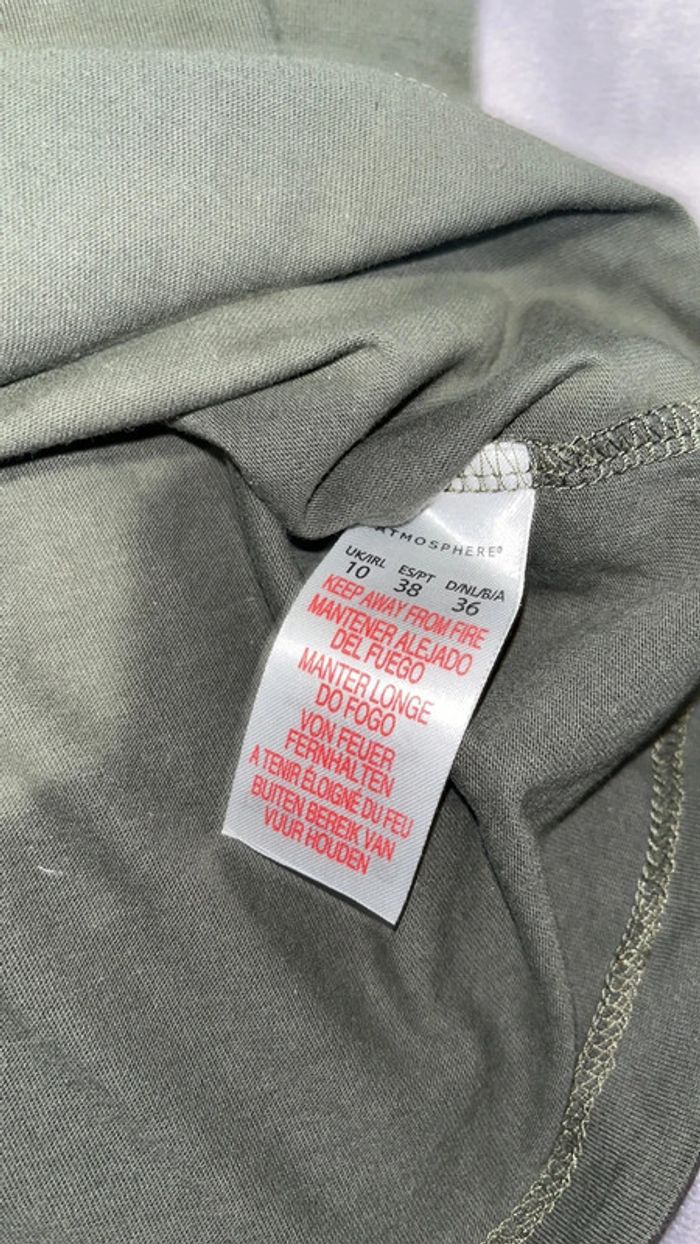 ATMOSPHERE®
UK/IRL ES/PT D/NL/B/A
10 38 36
KEEP AWAY FROM FIRE
MANTENER ALEJADO
DEL FUEGO
MANTER LONGE
DO FOGO
VON FEUER
FERNHALTEN
A TENIR ÉLOIGNÉ DU FEU
BUITEN BEREIK VAN
VUUR HOUDEN